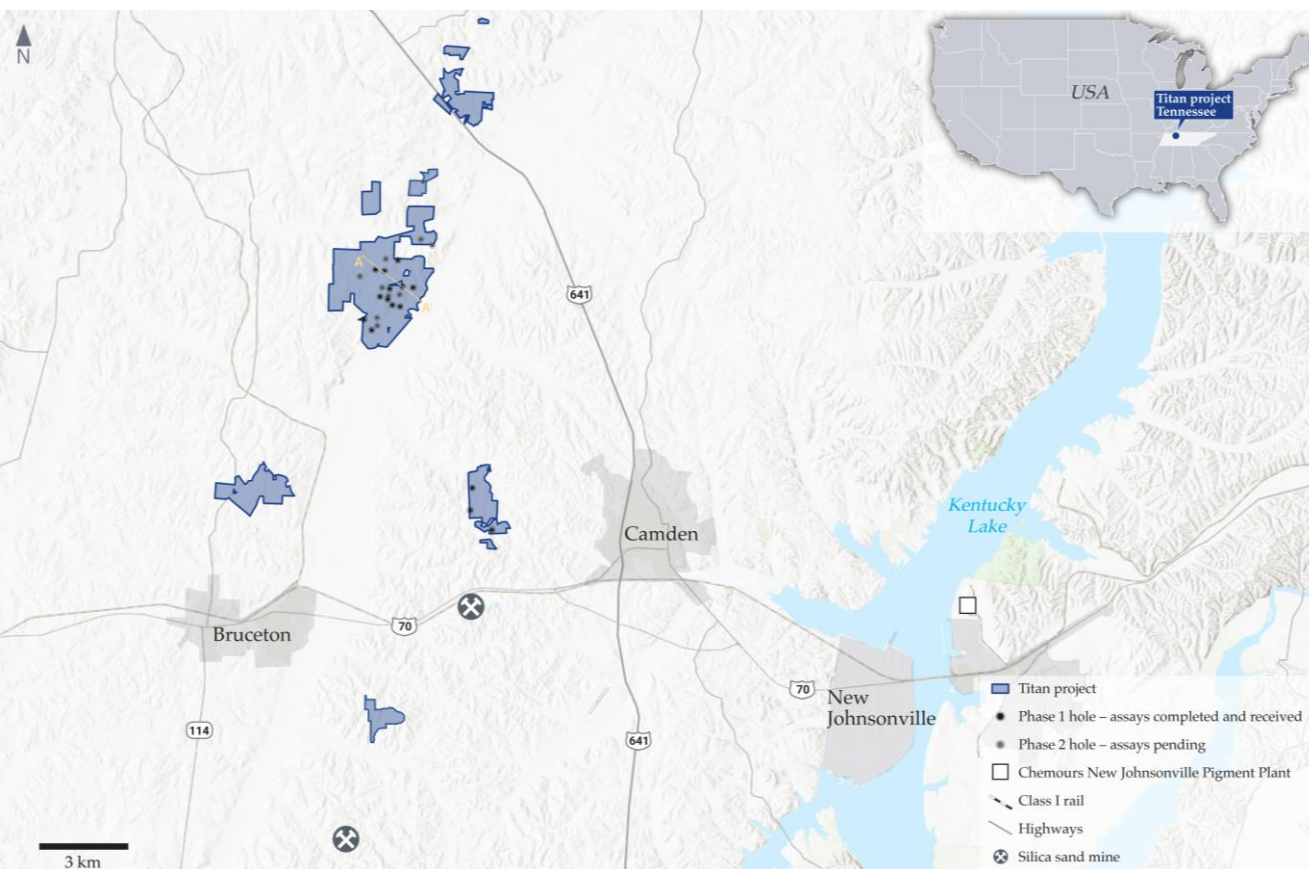 N
USA
Titan project
Tennessee
641
A
A'
Kentucky
Lake
Camden
70
Bruceton
70
New
Johnsonville
114
641
Titan project
Phase 1 hole – assays completed and received
Phase 2 hole – assays pending
Chemours New Johnsonville Pigment Plant
Class I rail
Highways
Silica sand mine
3 km